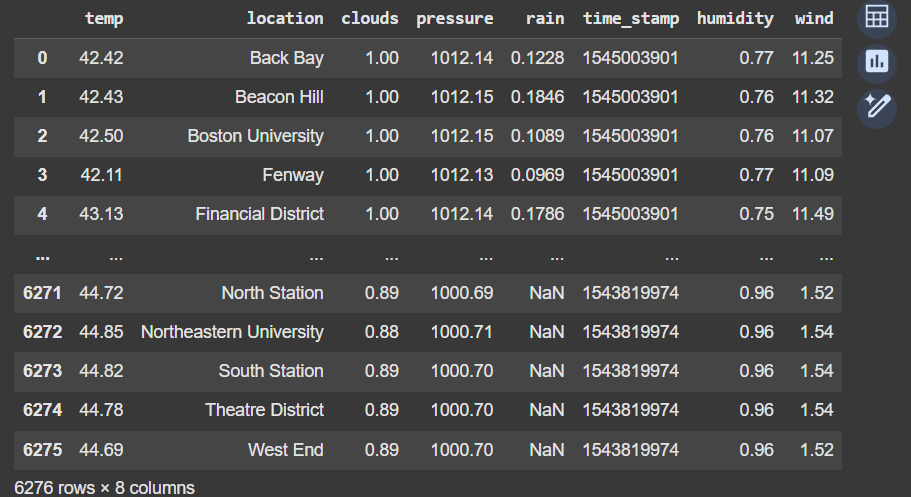 temp location clouds pressure rain time_stamp humidity wind
0 42.42 Back Bay 1.00 1012.14 0.1228 1545003901 0.77 11.25
1 42.43 Beacon Hill 1.00 1012.15 0.1846 1545003901 0.76 11.32
2 42.50 Boston University 1.00 1012.15 0.1089 1545003901 0.76 11.07
3 42.11 Fenway 1.00 1012.13 0.0969 1545003901 0.77 11.09
4 43.13 Financial District 1.00 1012.14 0.1786 1545003901 0.75 11.49
... ... ... ... ... ... ... ... ...
6271 44.72 North Station 0.89 1000.69 NaN 1543819974 0.96 1.52
6272 44.85 Northeastern University 0.88 1000.71 NaN 1543819974 0.96 1.54
6273 44.82 South Station 0.89 1000.70 NaN 1543819974 0.96 1.54
6274 44.78 Theatre District 0.89 1000.70 NaN 1543819974 0.96 1.54
6275 44.69 West End 0.89 1000.70 NaN 1543819974 0.96 1.52
6276 rows × 8 columns